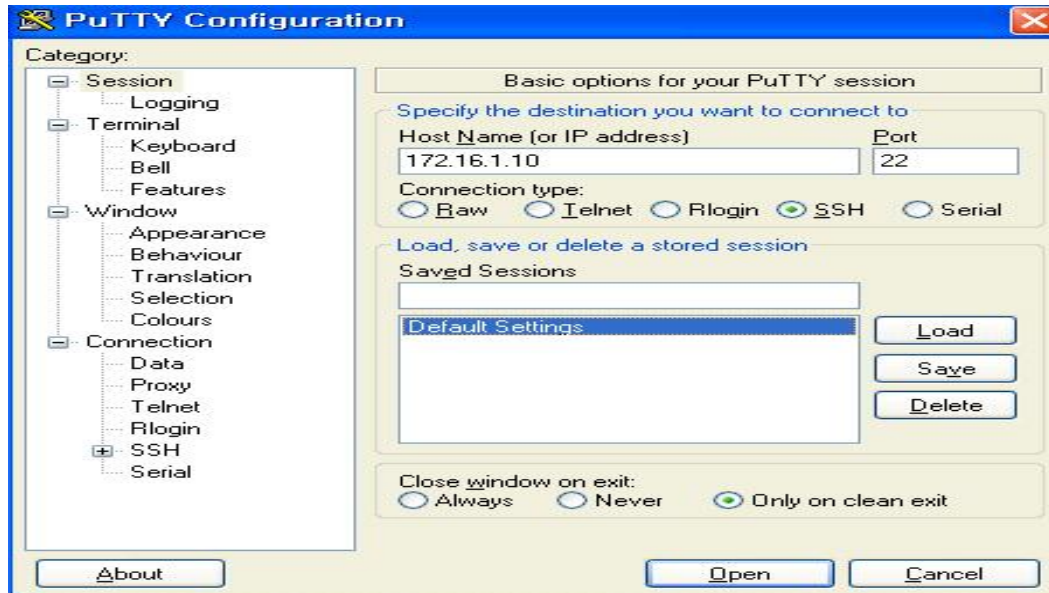 PuTTY Configuration
Category:
Session
Logging
Terminal
Keyboard
Bell
Features
Window
Appearance
Behaviour
Translation
Selection
Colours
Connection
Data
Proxy
Telnet
Rlogin
SSH
Serial
Basic options for your PuTTY session
Specify the destination you want to connect to
Host Name (or IP address) Port
172.16.1.10 22
Connection type:
Raw Telnet Rlogin SSH Serial
Load, save or delete a stored session
Saved Sessions
Default Settings
Load
Save
Delete
Close window on exit:
Always Never Only on clean exit
About Open Cancel